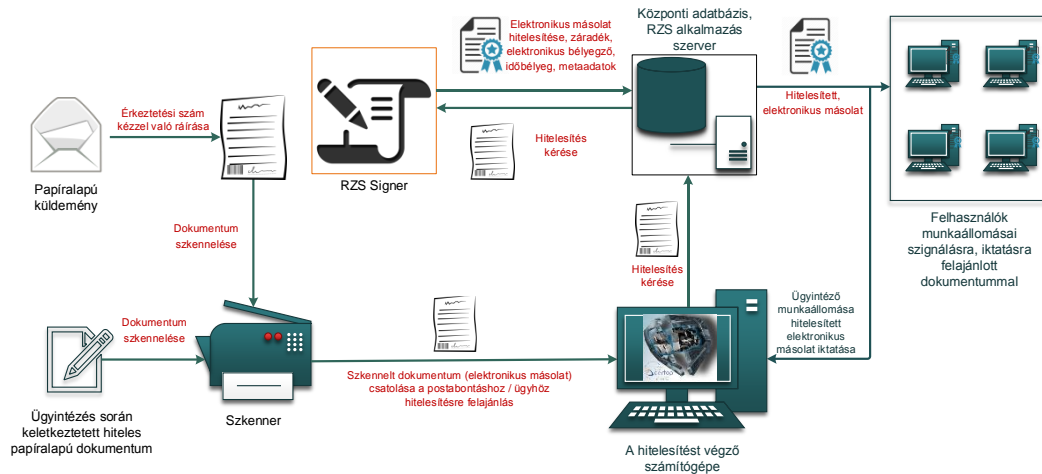 Elektronikus másolat
hitelesítése, záradék,
elektronikus bélyegző,
időbélyeg, metaadatok
Központi adatbázis,
RZS alkalmazás
szerver
Érkeztetési szám
kézzel való ráírása
Hitelesített,
elektronikus másolat
Hitelesítés
kérése
Papíralapú
küldemény
RZS Signer
Felhasználók
munkaállomásai
szignálásra, iktatásra
felajánlott
dokumentummal
Dokumentum
szkennelése
Hitelesítés
kérése
Ügyintéző
munkaállomása
hitelesített
elektronikus
másolat iktatása
Dokumentum
szkennelése
Szkennelt dokumentum (elektronikus másolat)
csatolása a postabontáshoz / ügyhöz
hitelesítésre felajánlás
Ügyintézés során
keletkeztetett hiteles
papíralapú dokumentum
Szkenner
A hitelesítést végző
számítógépe